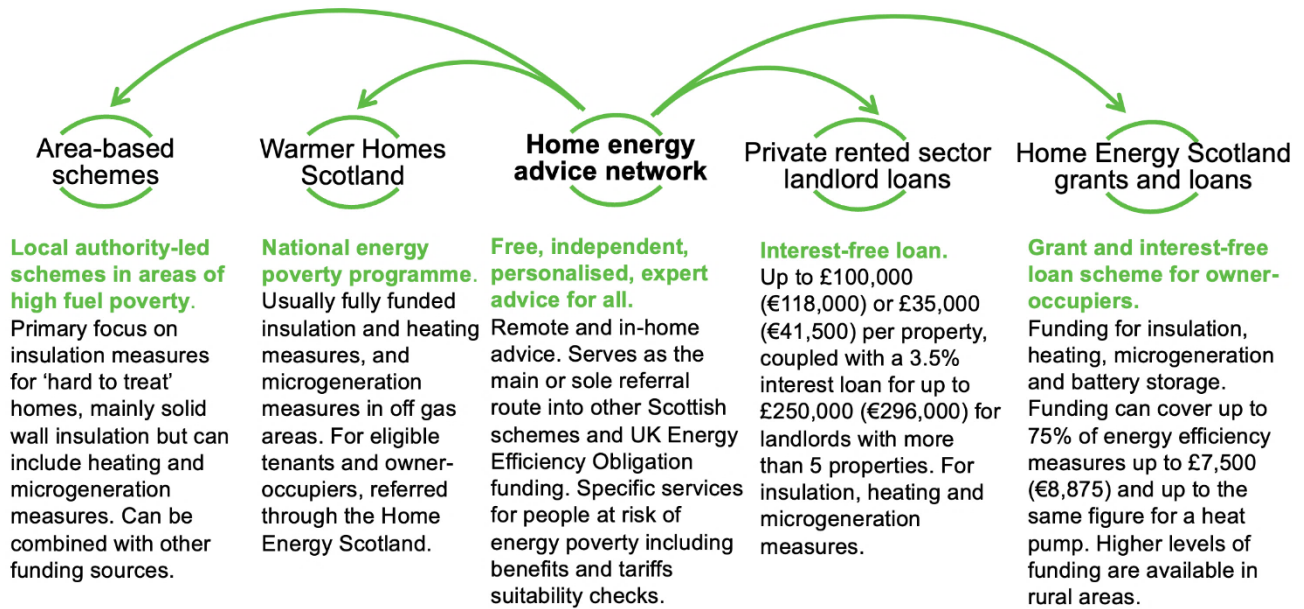 Area-based
schemes
Warmer Homes
Scotland
Home energy
advice network
Private rented sector
landlord loans
Home Energy Scotland
grants and loans
Local authority-led
schemes in areas of
high fuel poverty.
Primary focus on
insulation measures
for ‘hard to treat’
homes, mainly solid
wall insulation but can
include heating and
microgeneration
measures. Can be
combined with other
funding sources.
National energy
poverty programme.
Usually fully funded
insulation and heating
measures, and
microgeneration
measures in off gas
areas. For eligible
tenants and owner-
occupiers, referred
through the Home
Energy Scotland.
Free, independent,
personalised, expert
advice for all.
Remote and in-home
advice. Serves as the
main or sole referral
route into other Scottish
schemes and UK Energy
Efficiency Obligation
funding. Specific services
for people at risk of
energy poverty including
benefits and tariffs
suitability checks.
Interest-free loan.
Up to £100,000
(€118,000) or £35,000
(€41,500) per property,
coupled with a 3.5%
interest loan for up to
£250,000 (€296,000) for
landlords with more
than 5 properties. For
insulation, heating and
microgeneration
measures.
Grant and interest-free
loan scheme for owner-
occupiers.
Funding for insulation,
heating, microgeneration
and battery storage.
Funding can cover up to
75% of energy efficiency
measures up to £7,500
(€8,875) and up to the
same figure for a heat
pump. Higher levels of
funding are available in
rural areas.